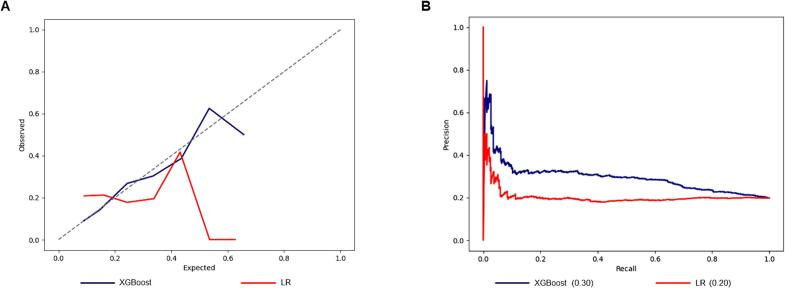 A
1.0
0.8
0.6
0.4
0.2
0.0
Observed
0.0 0.2 0.4 0.6 0.8 1.0
Expected
XGBoost LR
B
1.0
0.8
0.6
0.4
0.2
0.0
Precision
0.0 0.2 0.4 0.6 0.8 1.0
Recall
XGBoost (0.30) LR (0.20)